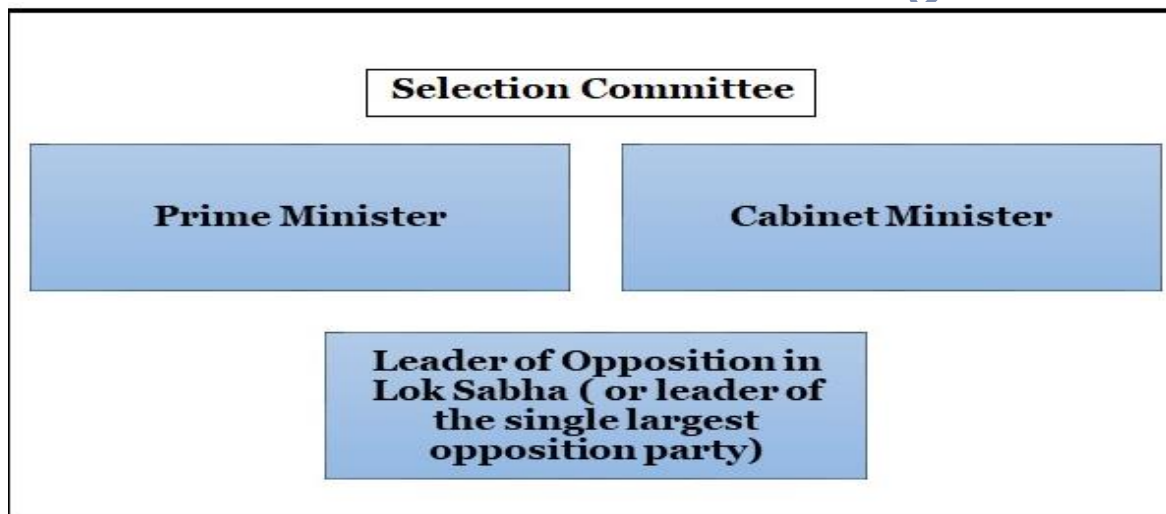 Selection Committee
Prime Minister
Cabinet Minister
Leader of Opposition in
Lok Sabha ( or leader of
the single largest
opposition party)